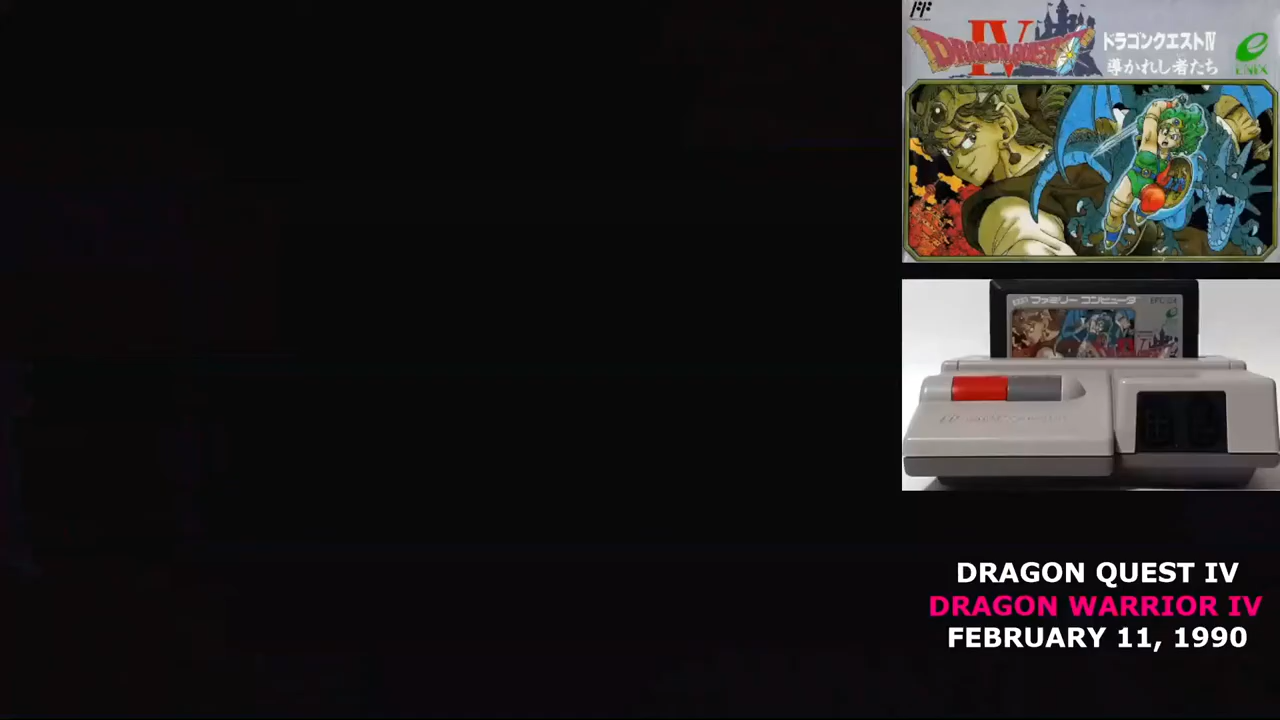 DRAGON QUEST
IV
ドラゴンクエストIV
導かれし者たち
ENIX
ファミリー コンピュータ
DRAGON QUEST IV
DRAGON WARRIOR IV
FEBRUARY 11, 1990